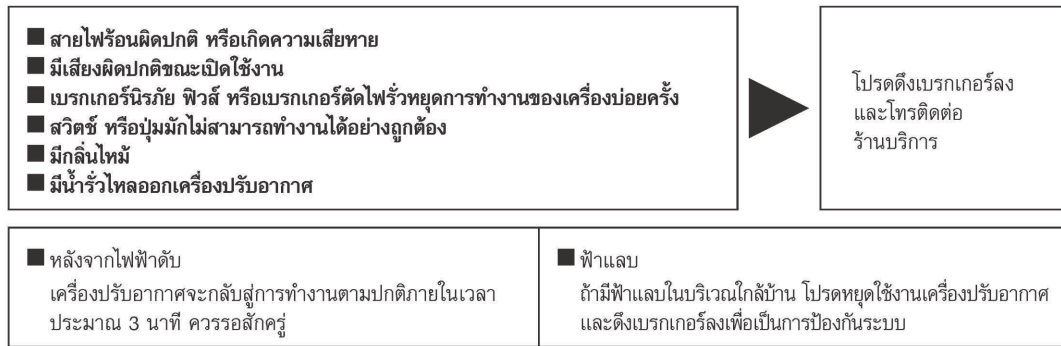 ■ สายไฟร้อนผิดปกติ หรือเกิดความเสียหาย
■ มีเสียงผิดปกติขณะเปิดใช้งาน
■ เบรกเกอร์นิรภัย ฟิวส์ หรือเบรกเกอร์ตัดไฟรั่วหยุดการทำงานของเครื่องบ่อยครั้ง
■ สวิตช์ หรือปุ่มมักไม่สามารถทำงานได้อย่างถูกต้อง
■ มีกลิ่นไหม้
■ มีน้ำรั่วไหลออกเครื่องปรับอากาศ
โปรดดึงเบรกเกอร์ลง
และโทรติดต่อ
ร้านบริการ
■ หลังจากไฟฟ้าดับ
เครื่องปรับอากาศจะกลับสู่การทำงานตามปกติภายในเวลา
ประมาณ 3 นาที ควรรอสักครู่
■ ฟ้าแลบ
ถ้ามีฟ้าแลบในบริเวณใกล้บ้าน โปรดหยุดใช้งานเครื่องปรับอากาศ
และดึงเบรกเกอร์ลงเพื่อเป็นการป้องกันระบบ